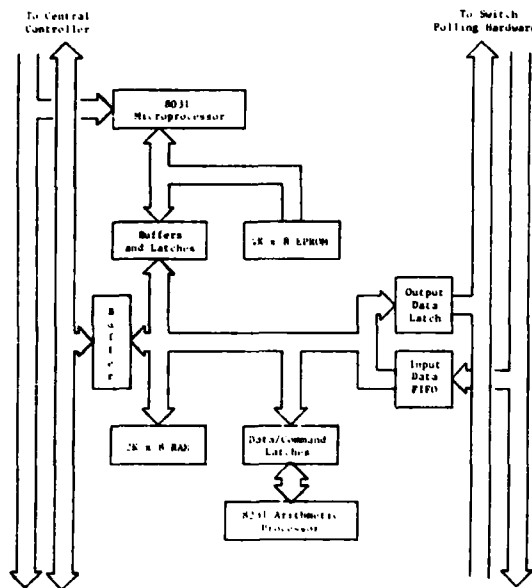 To Central
Controller
To Switch
Polling Hardware
8031
Microprocessor
Buffers
and Latches
x 8 EPROM
Output
Data
Latch
Buffer
Input
Data
FIFO
2K x 8 RAM
Data/Command
Latches
8231 Arithmetic
Processor